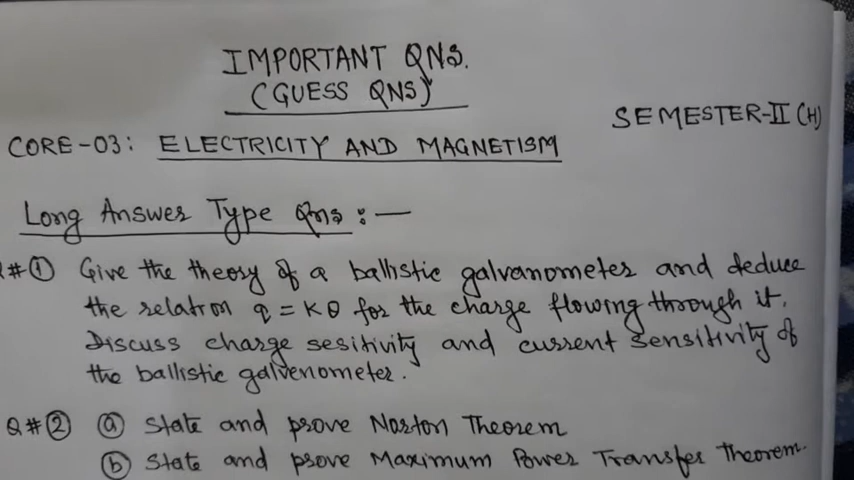 IMPORTANT QNS.
(GUESS QNS)
SEMESTER-II (H)
CORE-03: ELECTRICITY AND MAGNETISM
Long Answer Type Qns :—
Q#① Give the theory of a ballistic galvanometer and deduce
the relation q = Kθ for the charge flowing through it.
Discuss charge sesitivity and current sensitivity of
the ballistic galvenometer.
Q#② ⓐ State and prove Norton Theorem
ⓑ State and prove Maximum Power Transfer Theorem.